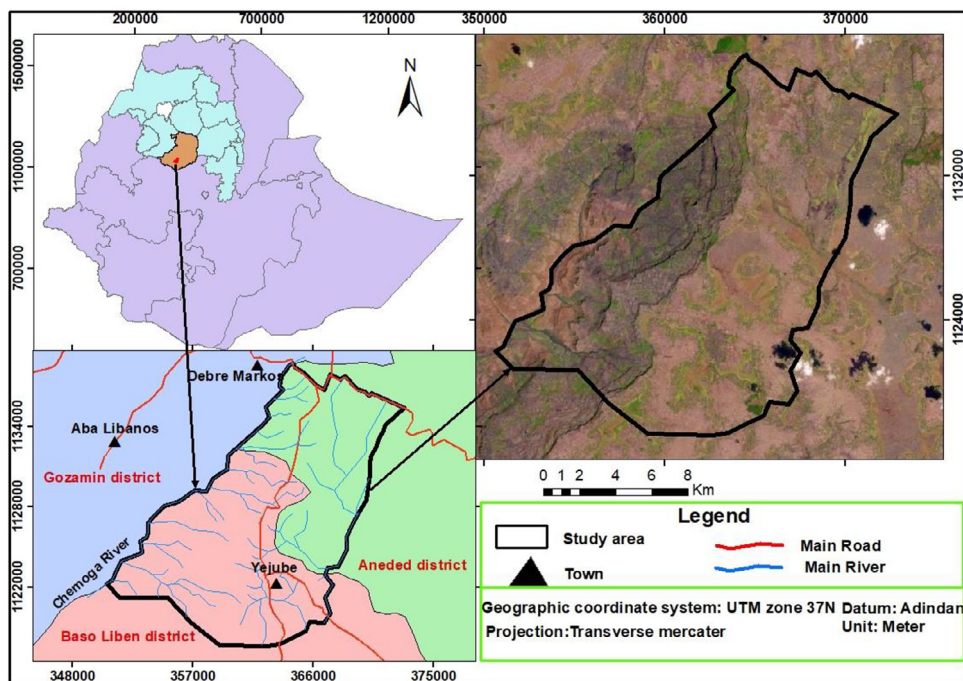 200000 700000 1200000
350000 360000 370000
1500000
1100000
700000
N
1132000
1124000
1134000
1128000
1122000
Debre Markos
Aba Libanos
Gozamin district
Chemoga River
Yejube
Aneded district
Baso Liben district
348000 357000 366000 375000
0 1 2 4 6 8
Km
Legend
Study area
Town
Main Road
Main River
Geographic coordinate system: UTM zone 37N Datum: Adindan
Projection:Transverse mercater Unit: Meter